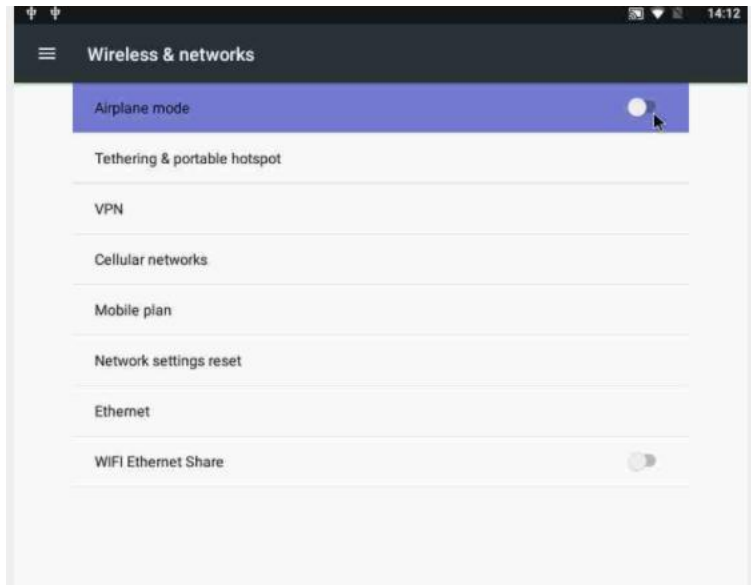 14:12
Wireless & networks
Airplane mode
Tethering & portable hotspot
VPN
Cellular networks
Mobile plan
Network settings reset
Ethernet
WIFI Ethernet Share